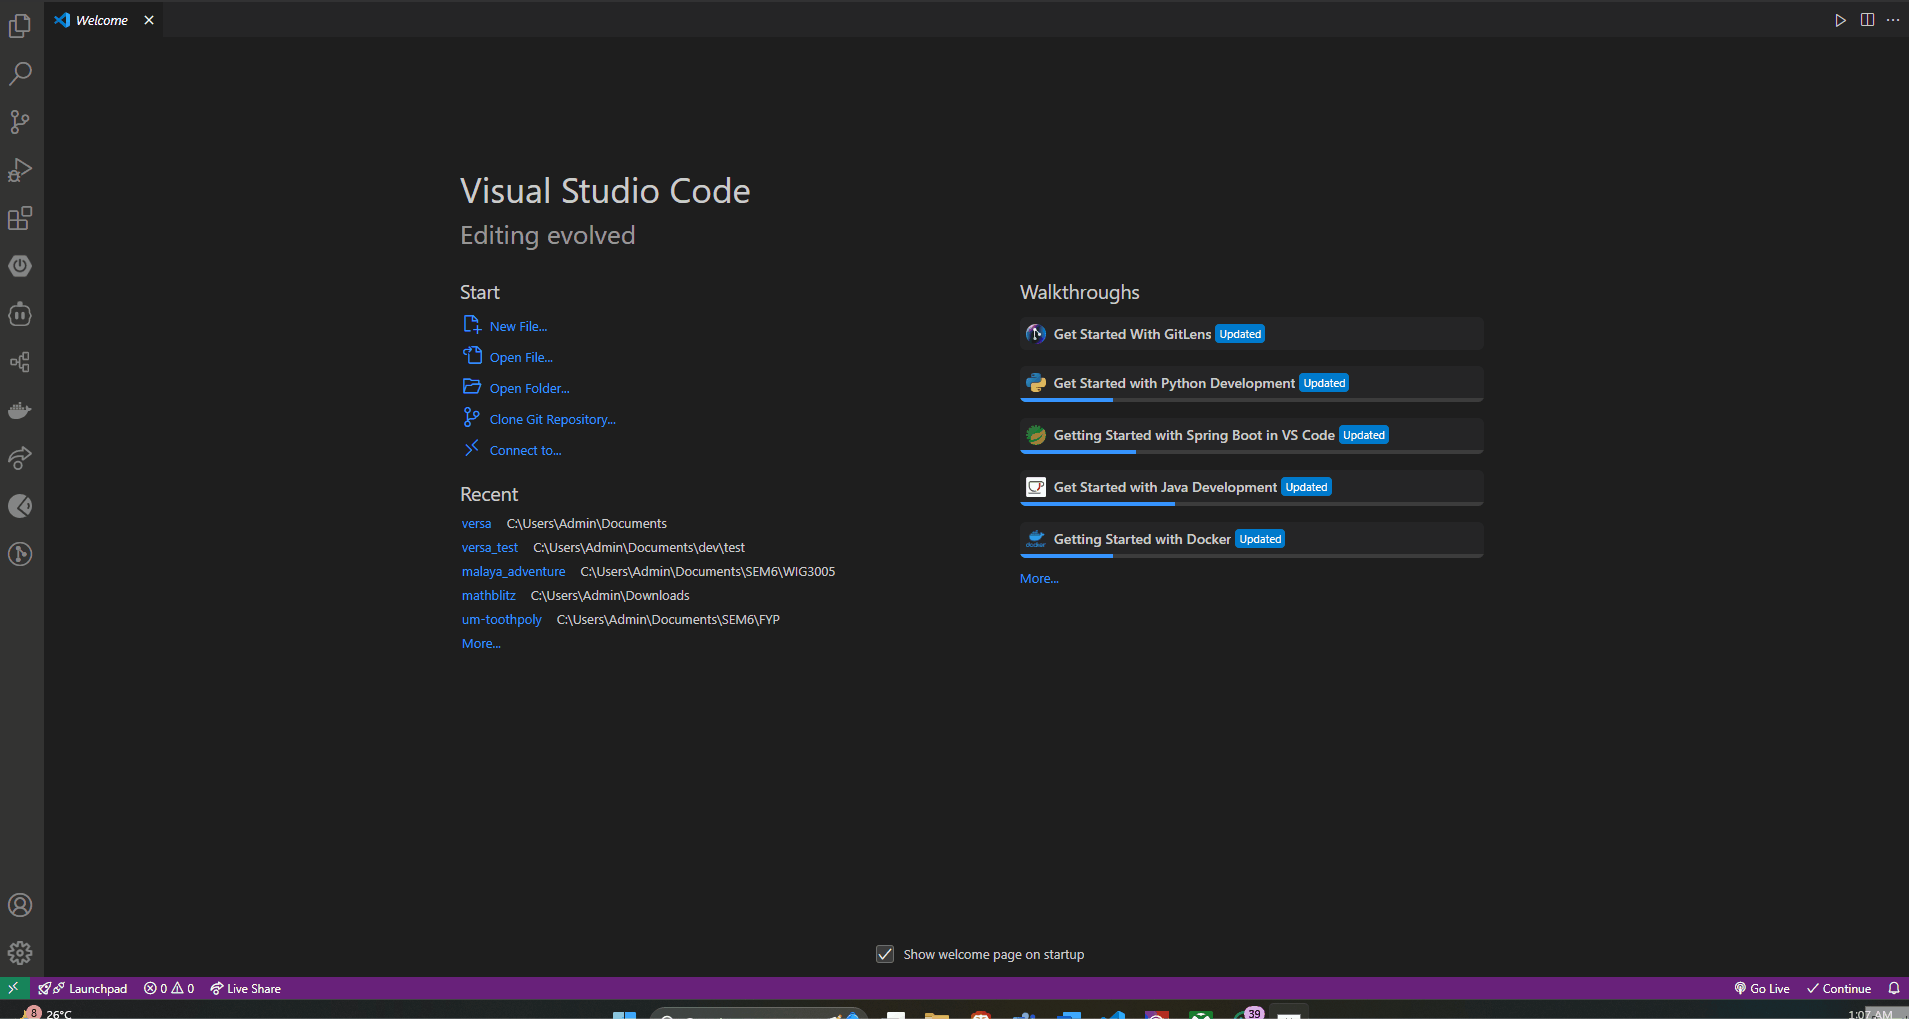 Welcome
Visual Studio Code
Editing evolved
Start
New File...
Open File...
Open Folder...
Clone Git Repository...
Connect to...
Recent
versa C:\Users\Admin\Documents
versa_test C:\Users\Admin\Documents\dev\test
malaya_adventure C:\Users\Admin\Documents\SEM6\WIG3005
mathblitz C:\Users\Admin\Downloads
um-toothpoly C:\Users\Admin\Documents\SEM6\FYP
More...
Walkthroughs
Get Started With GitLens Updated
Get Started with Python Development Updated
Getting Started with Spring Boot in VS Code Updated
Get Started with Java Development Updated
Getting Started with Docker Updated
More...
Show welcome page on startup
Launchpad 0 0 Live Share
Go Live Continue
8 26°C
39
1:07 AM